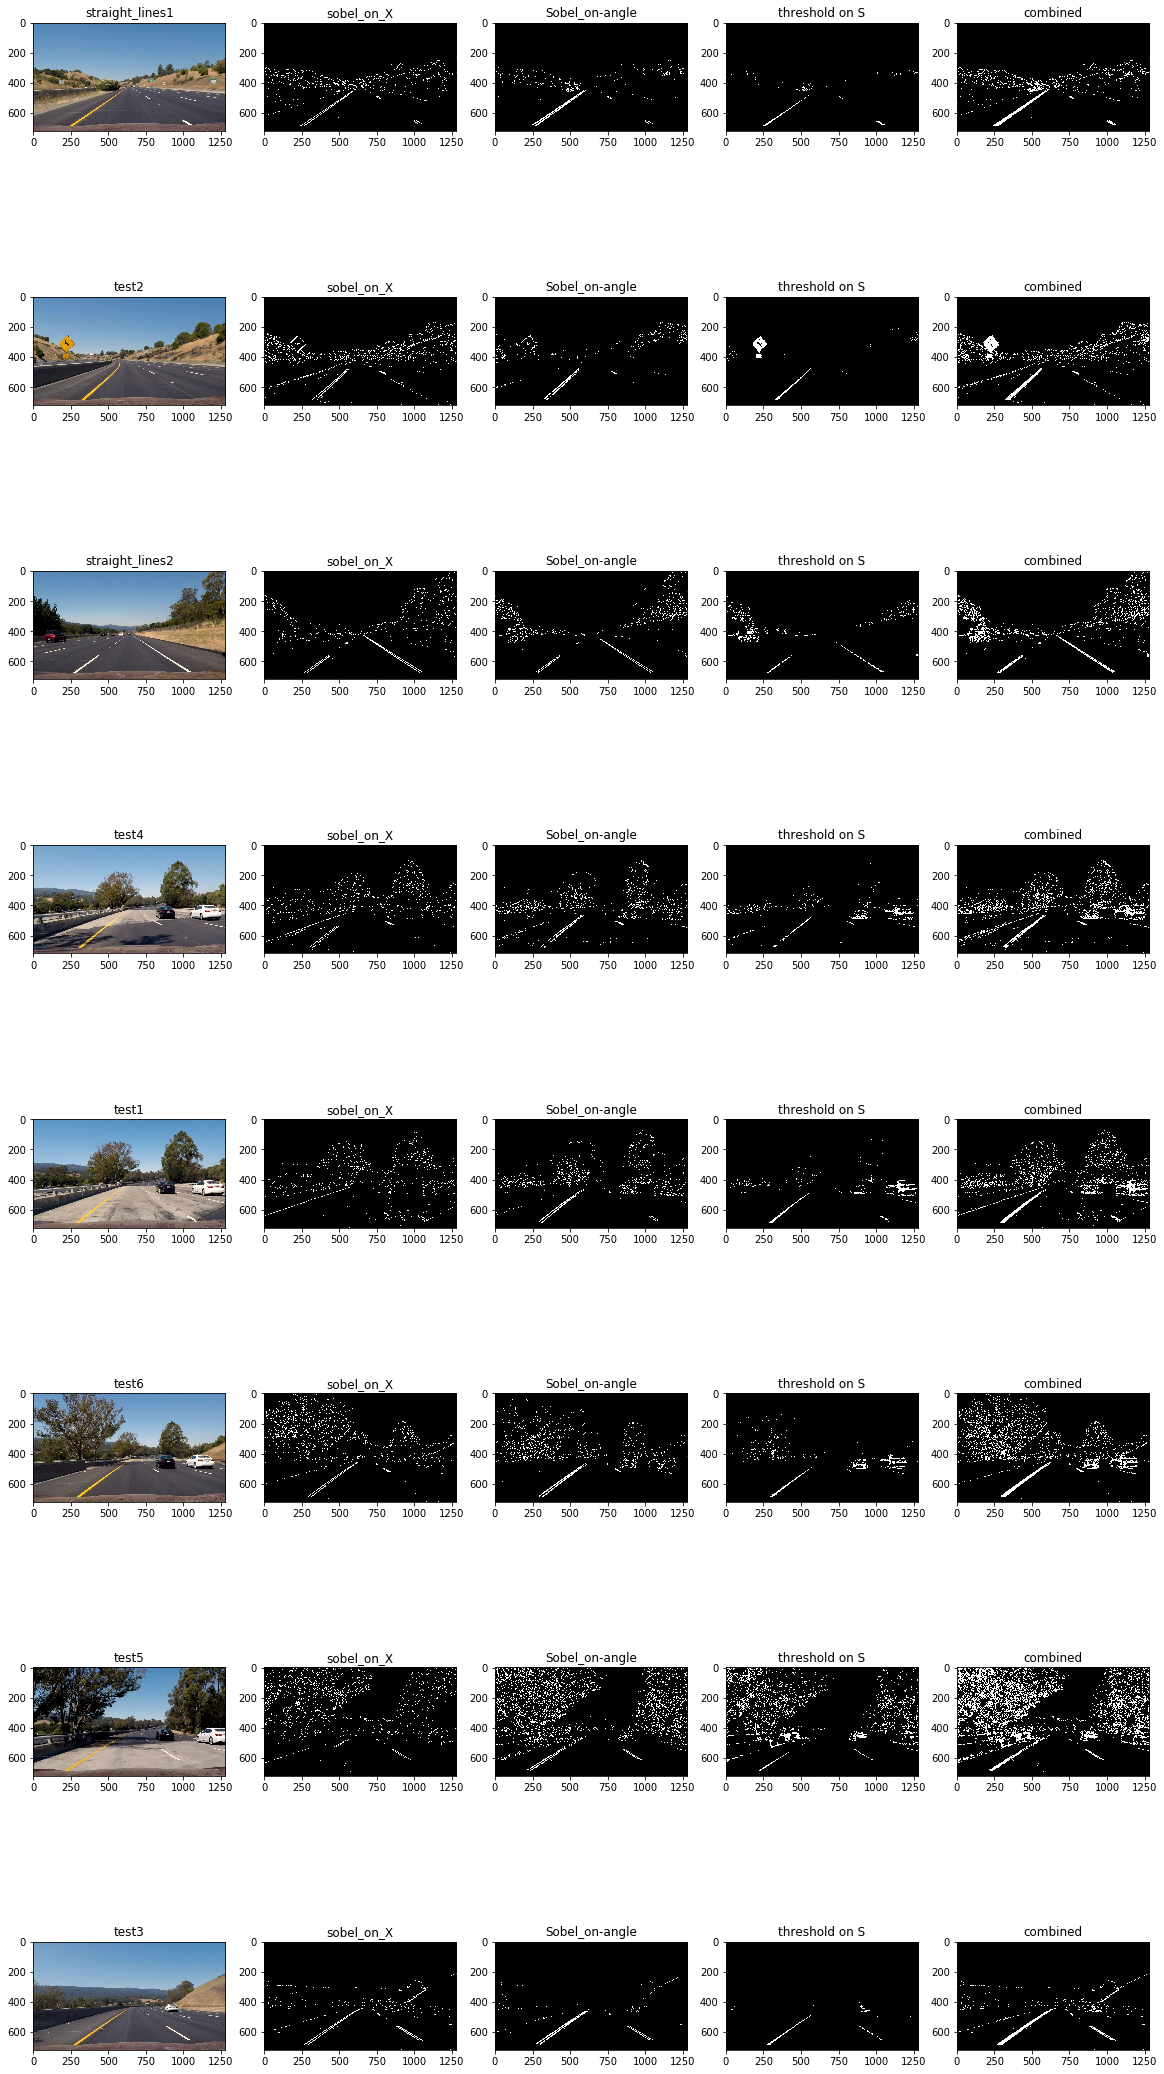 straight_lines1 sobel_on_X Sobel_on-angle threshold on S combined
0 0 0 0 0
200 200 200 200 200
400 400 400 400 400
600 600 600 600 600
0 250 500 750 1000 1250 0 250 500 750 1000 1250 0 250 500 750 1000 1250 0 250 500 750 1000 1250 0 250 500 750 1000 1250
test2 sobel_on_X Sobel_on-angle threshold on S combined
0 0 0 0 0
200 200 200 200 200
400 400 400 400 400
600 600 600 600 600
0 250 500 750 1000 1250 0 250 500 750 1000 1250 0 250 500 750 1000 1250 0 250 500 750 1000 1250 0 250 500 750 1000 1250
straight_lines2 sobel_on_X Sobel_on-angle threshold on S combined
0 0 0 0 0
200 200 200 200 200
400 400 400 400 400
600 600 600 600 600
0 250 500 750 1000 1250 0 250 500 750 1000 1250 0 250 500 750 1000 1250 0 250 500 750 1000 1250 0 250 500 750 1000 1250
test4 sobel_on_X Sobel_on-angle threshold on S combined
0 0 0 0 0
200 200 200 200 200
400 400 400 400 400
600 600 600 600 600
0 250 500 750 1000 1250 0 250 500 750 1000 1250 0 250 500 750 1000 1250 0 250 500 750 1000 1250 0 250 500 750 1000 1250
test1 sobel_on_X Sobel_on-angle threshold on S combined
0 0 0 0 0
200 200 200 200 200
400 400 400 400 400
600 600 600 600 600
0 250 500 750 1000 1250 0 250 500 750 1000 1250 0 250 500 750 1000 1250 0 250 500 750 1000 1250 0 250 500 750 1000 1250
test6 sobel_on_X Sobel_on-angle threshold on S combined
0 0 0 0 0
200 200 200 200 200
400 400 400 400 400
600 600 600 600 600
0 250 500 750 1000 1250 0 250 500 750 1000 1250 0 250 500 750 1000 1250 0 250 500 750 1000 1250 0 250 500 750 1000 1250
test5 sobel_on_X Sobel_on-angle threshold on S combined
0 0 0 0 0
200 200 200 200 200
400 400 400 400 400
600 600 600 600 600
0 250 500 750 1000 1250 0 250 500 750 1000 1250 0 250 500 750 1000 1250 0 250 500 750 1000 1250 0 250 500 750 1000 1250
test3 sobel_on_X Sobel_on-angle threshold on S combined
0 0 0 0 0
200 200 200 200 200
400 400 400 400 400
600 600 600 600 600
0 250 500 750 1000 1250 0 250 500 750 1000 1250 0 250 500 750 1000 1250 0 250 500 750 1000 1250 0 250 500 750 1000 1250